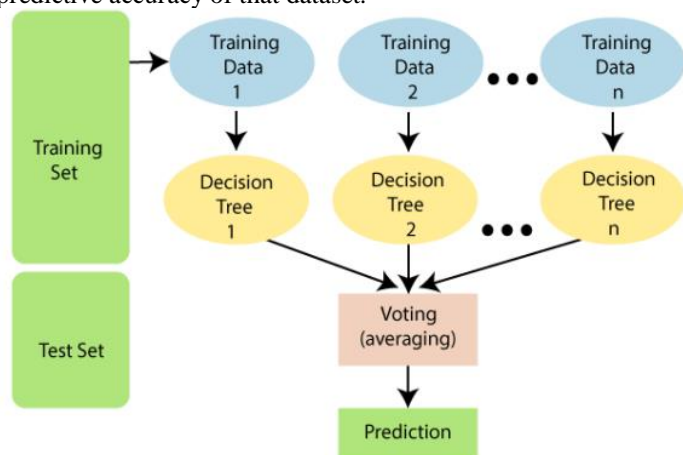 predictive accuracy of that dataset.
Training
Data
1
Training
Data
2
Training
Data
n
Training
Set
Decision
Tree
1
Decision
Tree
2
Decision
Tree
n
Voting
(averaging)
Test Set
Prediction